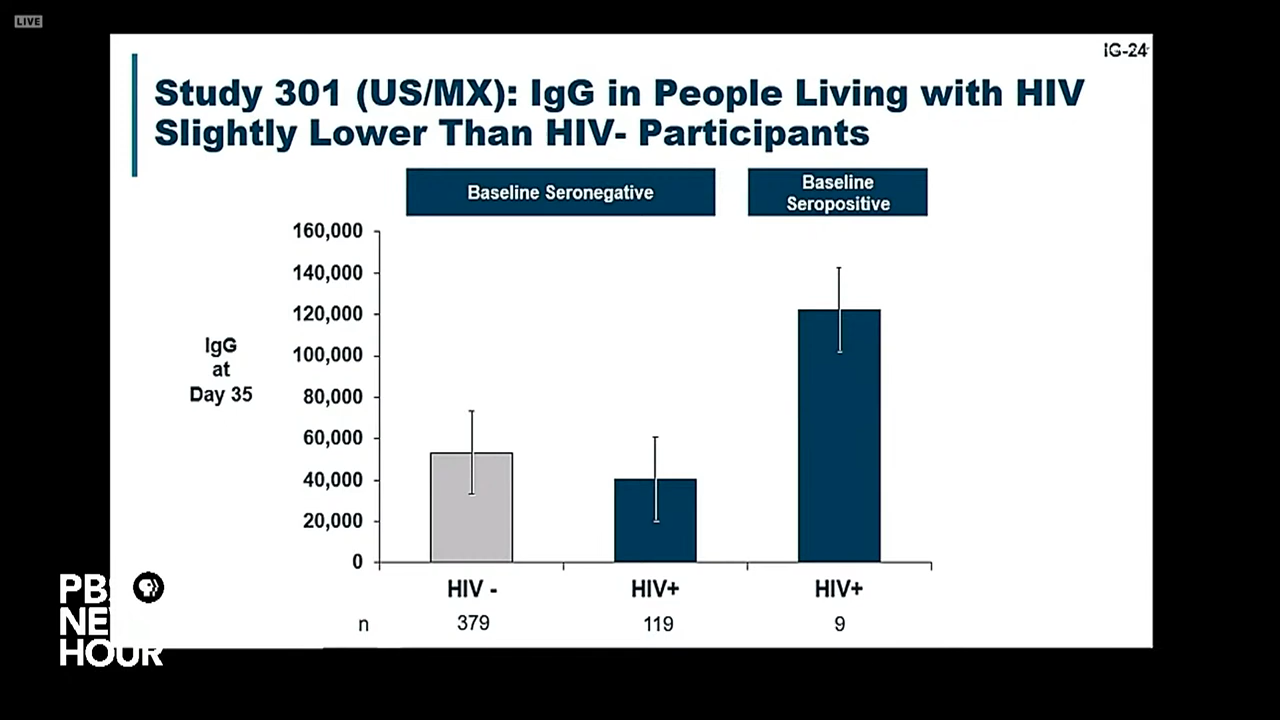 LIVE
IG-24
Study 301 (US/MX): IgG in People Living with HIV
Slightly Lower Than HIV- Participants
Baseline Seronegative
Baseline
Seropositive
160,000
140,000
120,000
100,000
80,000
60,000
40,000
20,000
0
IgG
at
Day 35
HIV -
HIV+
HIV+
n
379
119
9
PBS
NE
HOUR